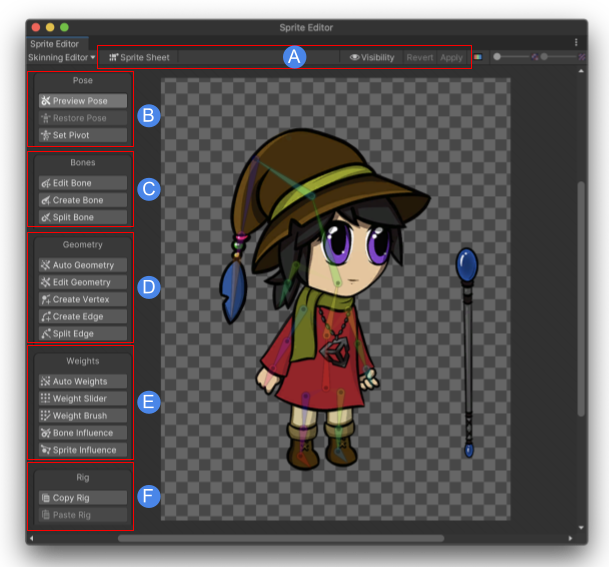 Sprite Editor
Sprite Editor
Skinning Editor
Sprite Sheet
A
Visibility
Revert
Apply
Pose
Preview Pose
Restore Pose
Set Pivot
B
Bones
Edit Bone
Create Bone
Split Bone
C
Geometry
Auto Geometry
Edit Geometry
Create Vertex
Create Edge
Split Edge
D
Weights
Auto Weights
Weight Slider
Weight Brush
Bone Influence
Sprite Influence
E
Rig
Copy Rig
Paste Rig
F